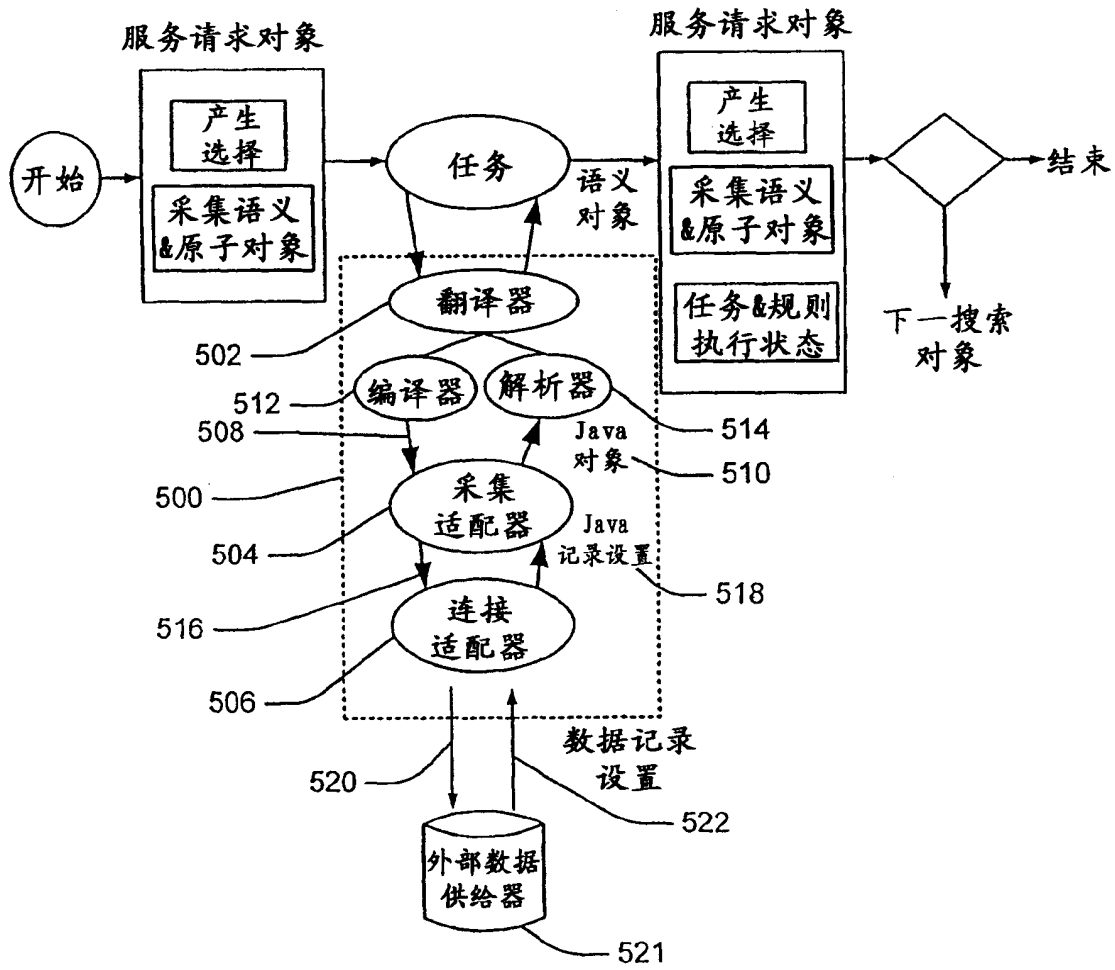 服务请求对象
产生
选择
采集语义
&原子对象
开始
任务
语义
对象
服务请求对象
产生
选择
采集语义
&原子对象
任务&规则
执行状态
结束
下一搜索
对象
翻译器
502
编译器
512
解析器
514
508
Java
对象
510
500
采集
适配器
504
Java
记录设置
518
516
连接
适配器
506
数据记录
设置
520
522
外部数据
供给器
521